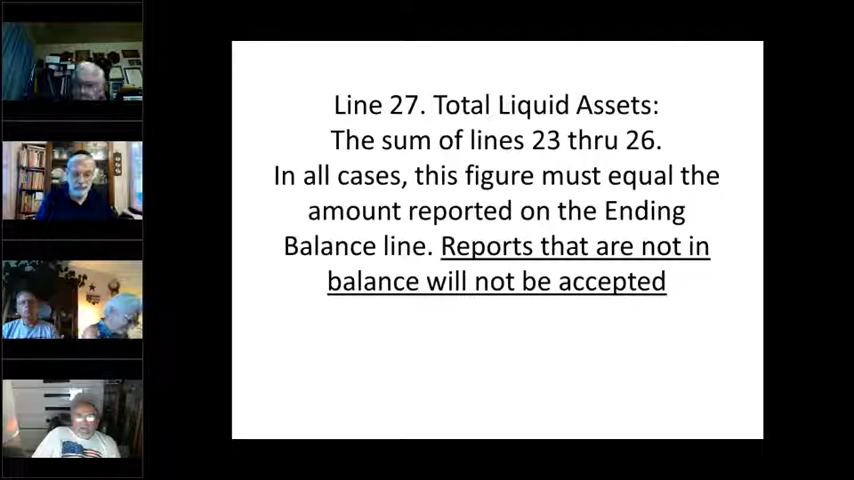 Line 27. Total Liquid Assets:
The sum of lines 23 thru 26.
In all cases, this figure must equal the
amount reported on the Ending
Balance line. Reports that are not in
balance will not be accepted